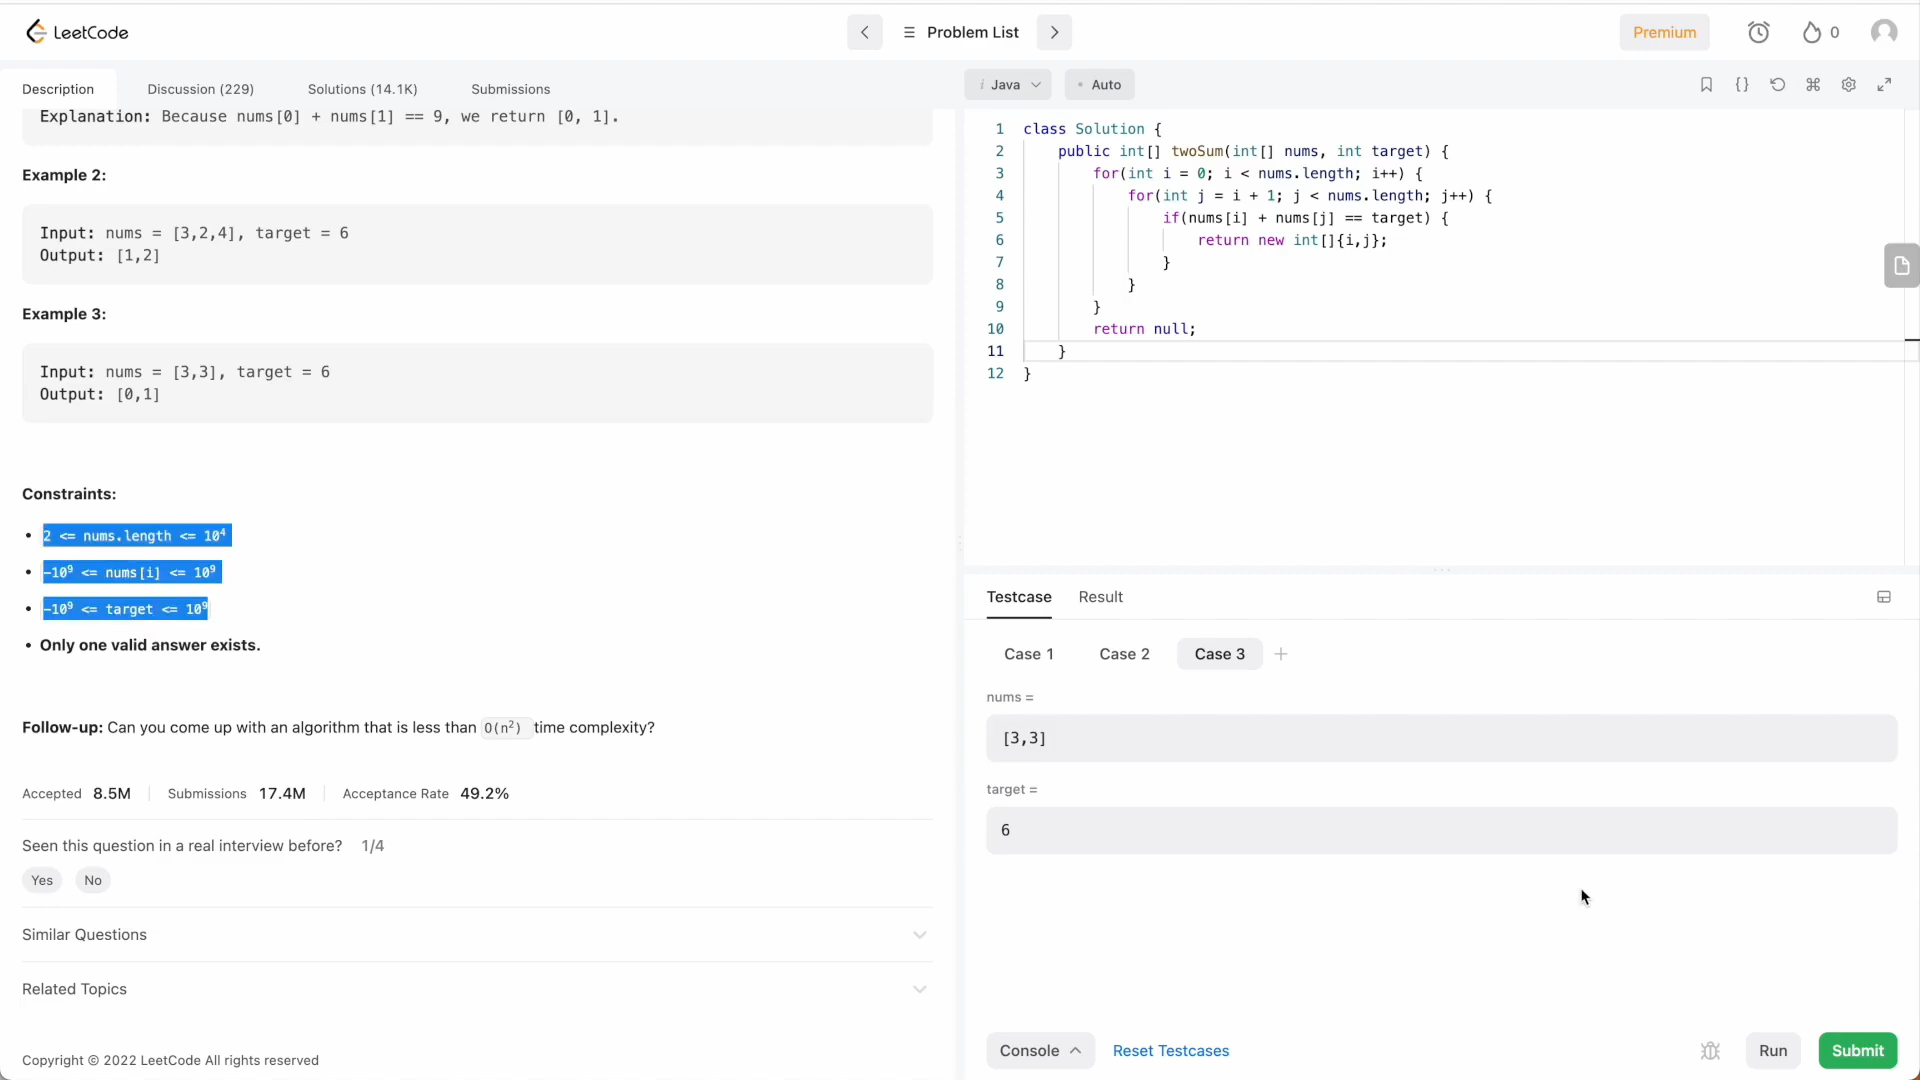 LeetCode
Problem List
Premium
0
Description
Discussion (229)
Solutions (14.1K)
Submissions
Explanation: Because nums[0] + nums[1] == 9, we return [0, 1].
Example 2:
Input: nums = [3,2,4], target = 6
Output: [1,2]
Example 3:
Input: nums = [3,3], target = 6
Output: [0,1]
Constraints:
• 2 <= nums.length <= 10⁴
• -10⁹ <= nums[i] <= 10⁹
• -10⁹ <= target <= 10⁹
• Only one valid answer exists.
Follow-up: Can you come up with an algorithm that is less than O(n²) time complexity?
Accepted 8.5M
Submissions 17.4M
Acceptance Rate 49.2%
Seen this question in a real interview before? 1/4
Yes
No
Similar Questions
Related Topics
Copyright © 2022 LeetCode All rights reserved
i Java
• Auto
1 class Solution {
2     public int[] twoSum(int[] nums, int target) {
3         for(int i = 0; i < nums.length; i++) {
4             for(int j = i + 1; j < nums.length; j++) {
5                 if(nums[i] + nums[j] == target) {
6                     return new int[]{i,j};
7                 }
8             }
9         }
10         return null;
11     }
12 }
Testcase
Result
Case 1
Case 2
Case 3
nums =
[3,3]
target =
6
Console
Reset Testcases
Run
Submit